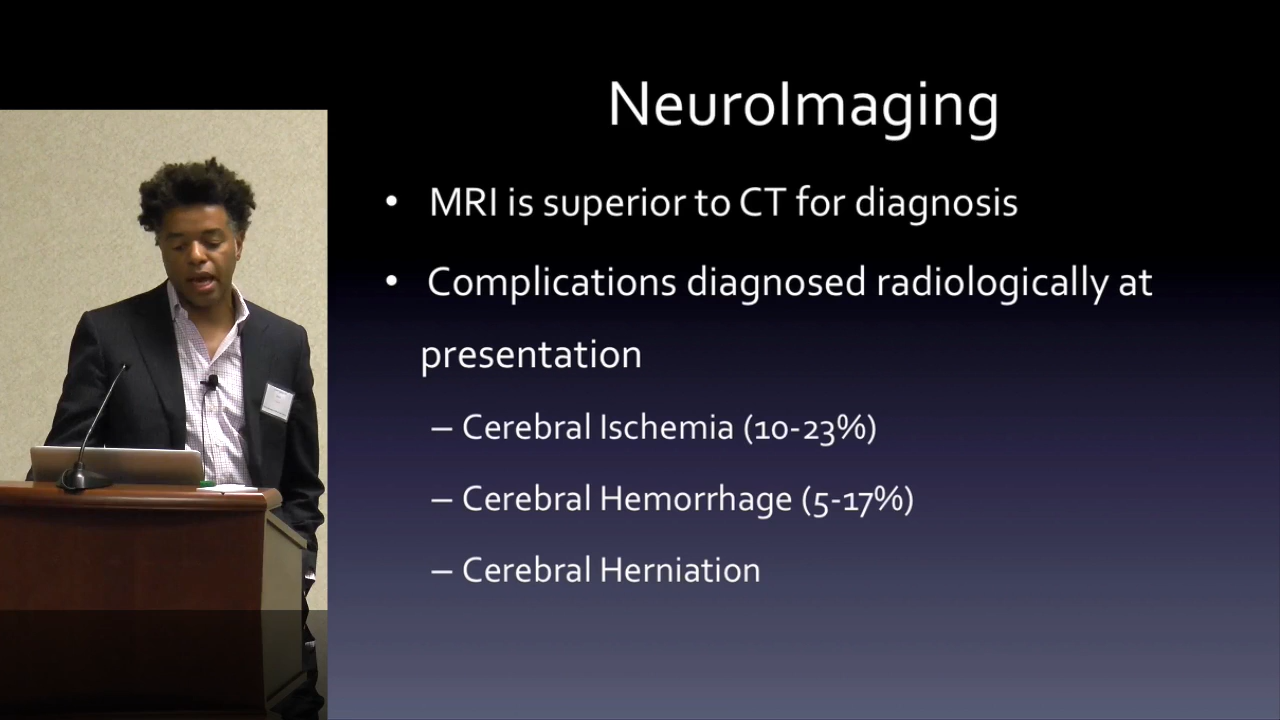 NeuroImaging
• MRI is superior to CT for diagnosis
• Complications diagnosed radiologically at
presentation
– Cerebral Ischemia (10-23%)
– Cerebral Hemorrhage (5-17%)
– Cerebral Herniation